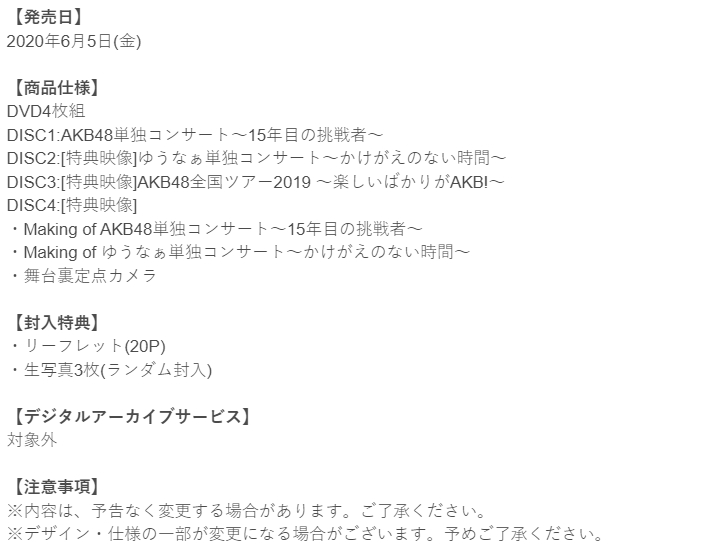 【発売日】
2020年6月5日(金)
【商品仕様】
DVD4枚組
DISC1:AKB48単独コンサート～15年目の挑戦者～
DISC2:[特典映像]ゆうなぁ単独コンサート～かけがえのない時間～
DISC3:[特典映像]AKB48全国ツアー2019 ～楽しいばかりがAKB!～
DISC4:[特典映像]
・Making of AKB48単独コンサート～15年目の挑戦者～
・Making of ゆうなぁ単独コンサート～かけがえのない時間～
・舞台裏定点カメラ
【封入特典】
・リーフレット(20P)
・生写真3枚(ランダム封入)
【デジタルアーカイブサービス】
対象外
【注意事項】
※内容は、予告なく変更する場合があります。ご了承ください。
※デザイン・仕様の一部が変更になる場合がございます。予めご了承ください。